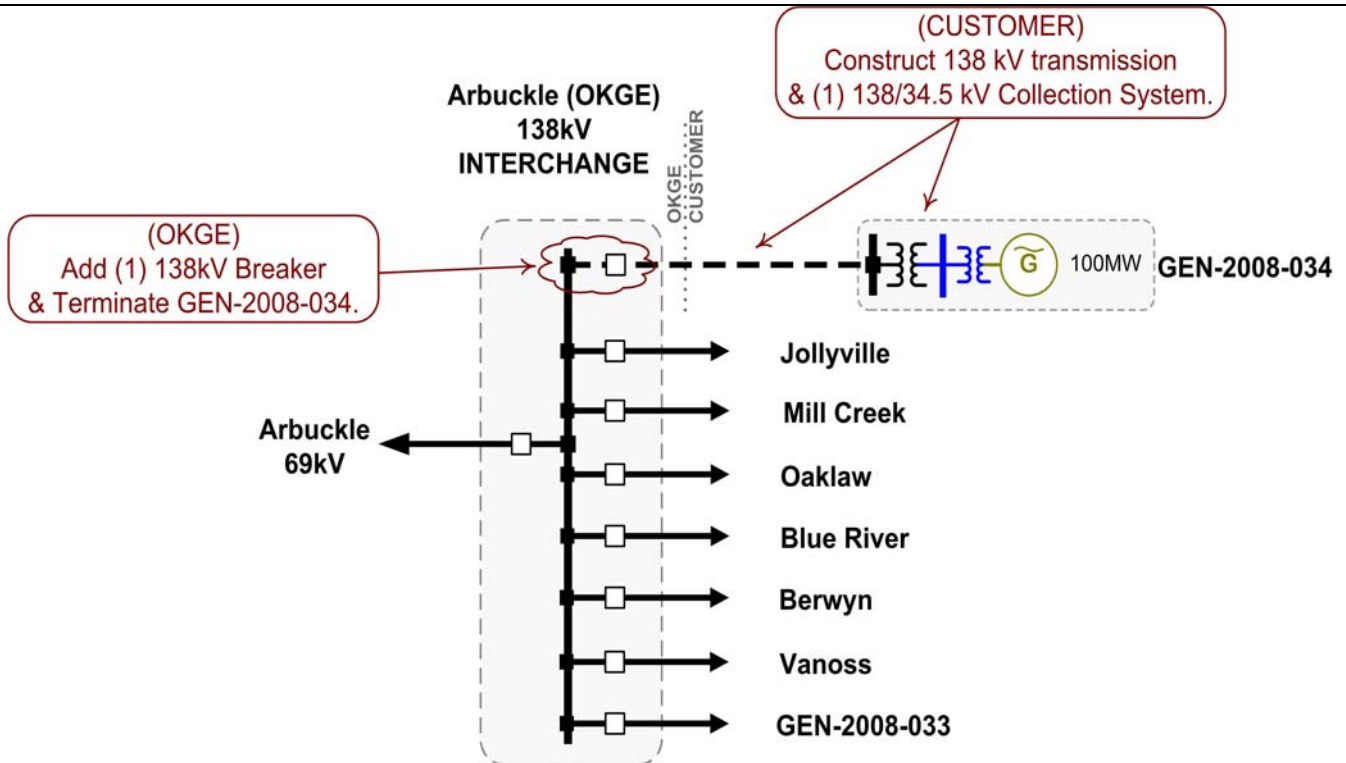 (CUSTOMER)
Construct 138 kV transmission
& (1) 138/34.5 kV Collection System.
Arbuckle (OKGE)
138kV
INTERCHANGE
OKGE
CUSTOMER
(OKGE)
Add (1) 138kV Breaker
& Terminate GEN-2008-034.
G
100MW
GEN-2008-034
Jollyville
Mill Creek
Arbuckle
69kV
Oaklaw
Blue River
Berwyn
Vanoss
GEN-2008-033